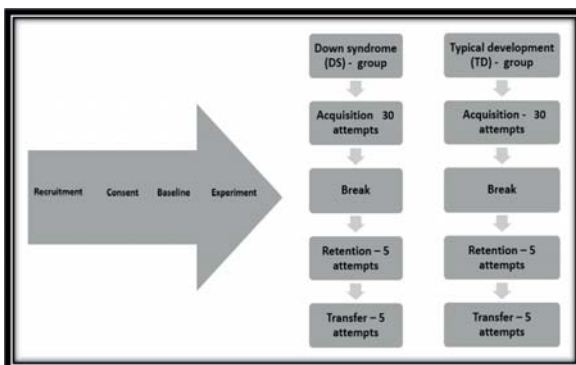 Recruitment Consent Baseline Experiment
Down syndrome
(DS) - group
Acquisition 30
attempts
Break
Retention – 5
attempts
Transfer – 5
attempts
Typical development
(TD) - group
Acquisition - 30
attempts
Break
Retention – 5
attempts
Transfer – 5
attempts